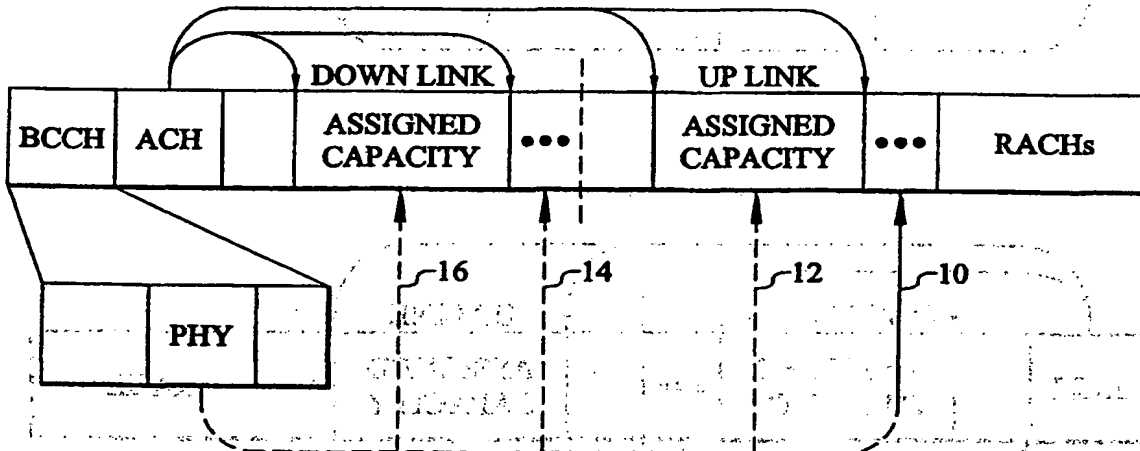 DOWN LINK
UP LINK
BCCH
ACH
ASSIGNED
CAPACITY
•••
ASSIGNED
CAPACITY
•••
RACHs
16
14
12
10
PHY